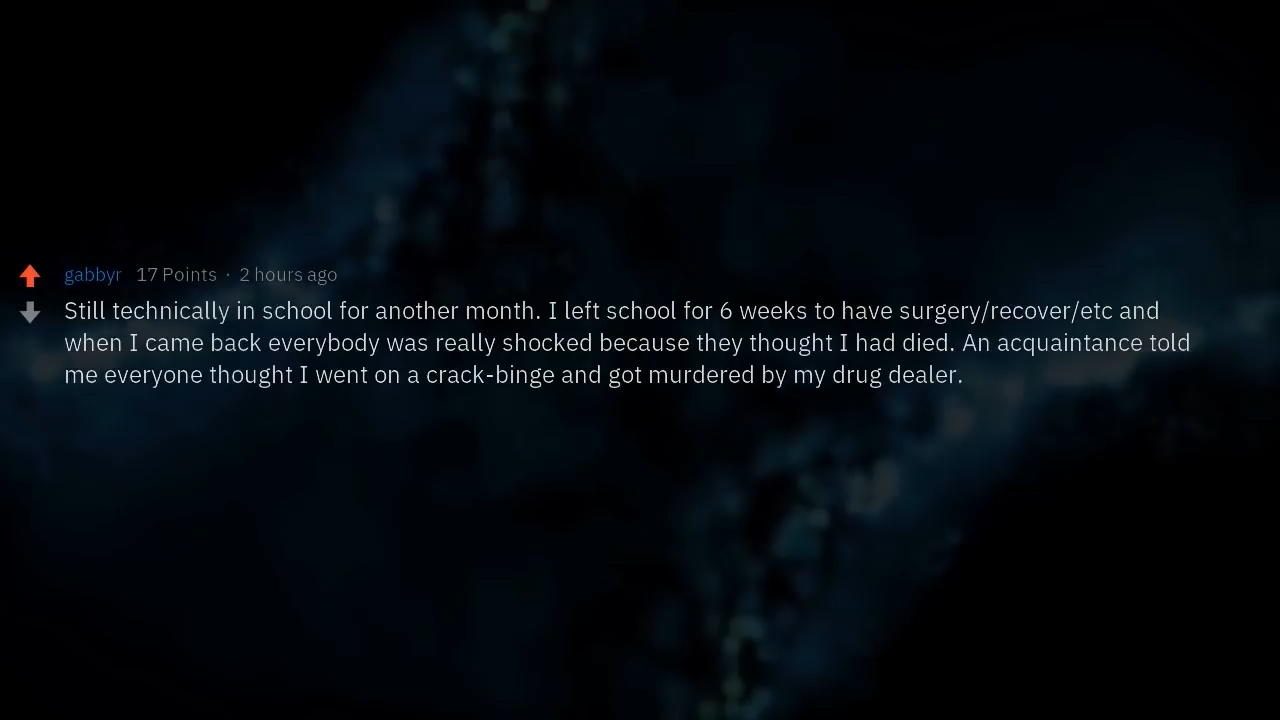 gabbyr 17 Points · 2 hours ago
Still technically in school for another month. I left school for 6 weeks to have surgery/recover/etc and
when I came back everybody was really shocked because they thought I had died. An acquaintance told
me everyone thought I went on a crack-binge and got murdered by my drug dealer.